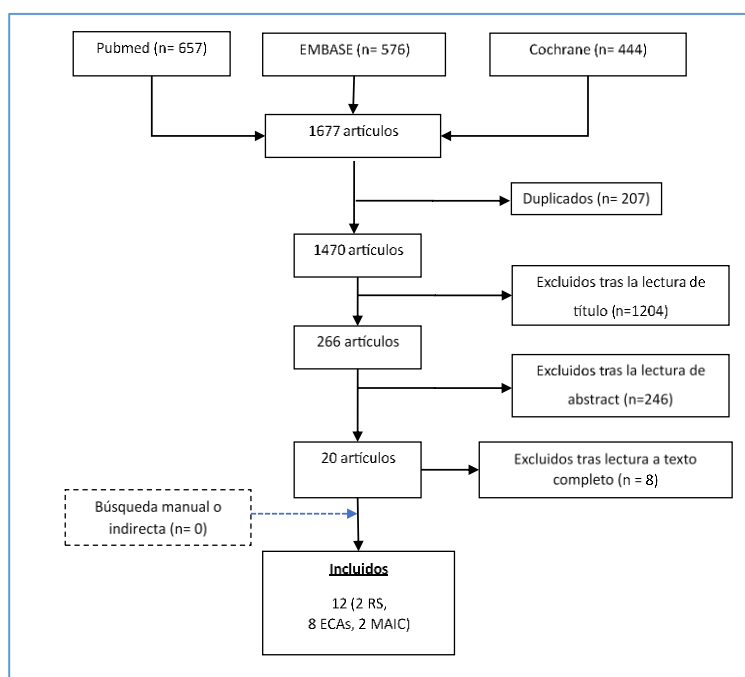 Pubmed (n= 657)
EMBASE (n= 576)
Cochrane (n= 444)
1677 artículos
Duplicados (n= 207)
1470 artículos
Excluidos tras la lectura de
título (n=1204)
266 artículos
Excluidos tras la lectura de
abstract (n=246)
20 artículos
Excluidos tras lectura a texto
completo (n = 8)
Búsqueda manual o
indirecta (n= 0)
Incluidos
12 (2 RS,
8 ECAs, 2 MAIC)